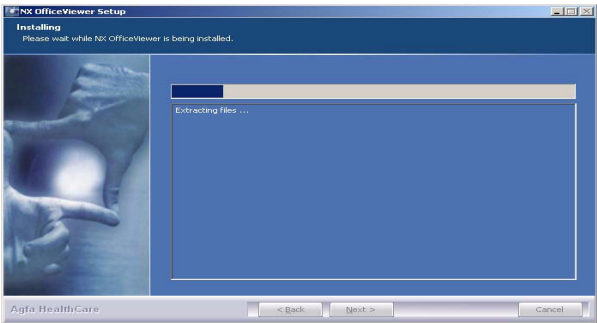 NX OfficeViewer Setup
Installing
Please wait while NX OfficeViewer is being installed.
Extracting files ...
Agfa HealthCare
< Back Next > Cancel